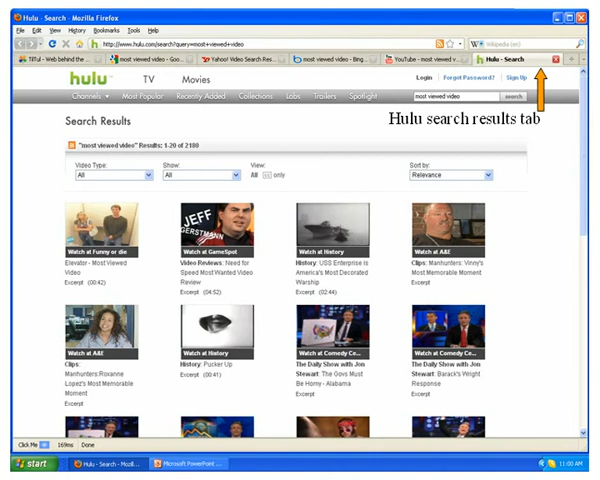 Hulu - Search - Mozilla Firefox
File Edit View History Bookmarks Tools Help
http://www.hulu.com/search?query=most+viewed+video
Wikipedia (en)
TilTul - Web behind the ...
most viewed video - Goo...
Yahoo! Video Search Res...
most viewed video - Bing...
YouTube - most viewed v...
Hulu - Search
hulu TV Movies
Login Forgot Password? Sign Up
Channels Most Popular Recently Added Collections Labs Trailers Spotlight
most viewed video search
Hulu search results tab
Search Results
"most viewed video" Results: 1-20 of 2180
Video Type: Show: View: Sort by:
All All All cc only Relevance
Watch at Funny or die
Elevator - Most Viewed
Video
Excerpt (00:42)
JEFF
GERSTMANN
Watch at GameSpot
Video Reviews: Need for
Speed Most Wanted Video
Review
Excerpt (04:52)
Watch at History
History: USS Enterprise is
America's Most Decorated
Warship
Excerpt (02:44)
Watch at A&E
Clips: Manhunters: Vinny's
Most Memorable Moment
Excerpt
Watch at A&E
Clips:
Manhunters:Roxanne
Lopez's Most Memorable
Moment
Excerpt
Watch at History
History: Pucker Up
Excerpt (00:41)
Watch at Comedy Ce...
The Daily Show with Jon
Stewart: The Govs Must
Be Horny - Alabama
Excerpt
Watch at Comedy Ce...
The Daily Show with Jon
Stewart: Barack's Wright
Response
Excerpt
Click Me 169ms Done
start
Hulu - Search - Mozill...
Microsoft PowerPoint ...
11:00 AM